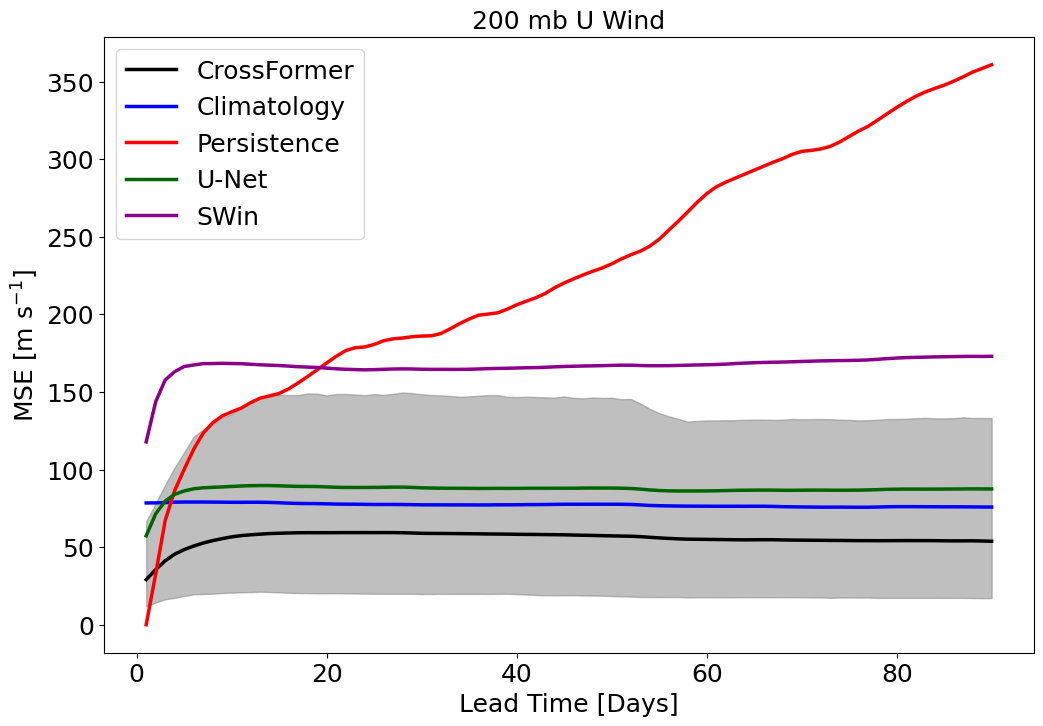 200 mb U Wind
CrossFormer
Climatology
Persistence
U-Net
SWin
MSE [m s⁻¹]
350
300
250
200
150
100
50
0
0 20 40 60 80
Lead Time [Days]